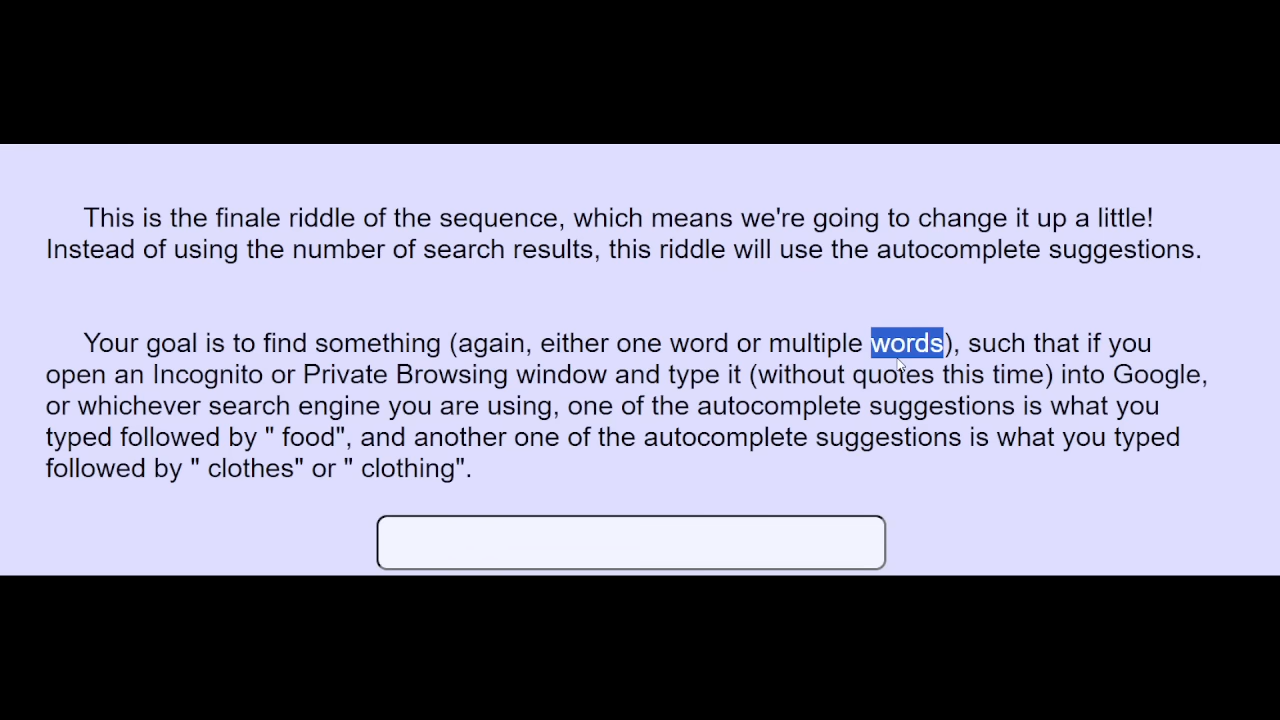 This is the finale riddle of the sequence, which means we're going to change it up a little!
Instead of using the number of search results, this riddle will use the autocomplete suggestions.
Your goal is to find something (again, either one word or multiple words), such that if you
open an Incognito or Private Browsing window and type it (without quotes this time) into Google,
or whichever search engine you are using, one of the autocomplete suggestions is what you
typed followed by " food", and another one of the autocomplete suggestions is what you typed
followed by " clothes" or " clothing".